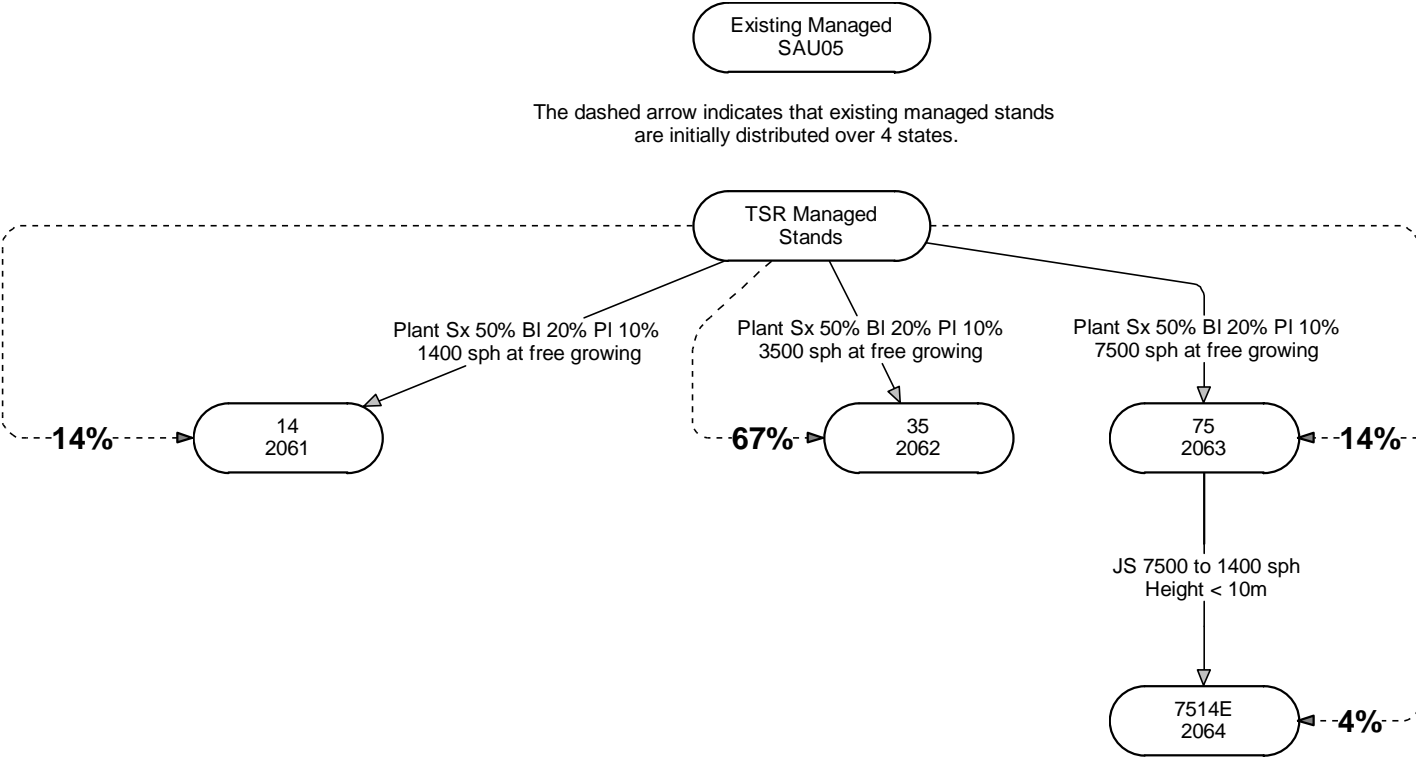 Existing Managed
SAU05
The dashed arrow indicates that existing managed stands
are initially distributed over 4 states.
TSR Managed
Stands
Plant Sx 50% Bl 20% Pl 10%
1400 sph at free growing
Plant Sx 50% Bl 20% Pl 10%
3500 sph at free growing
Plant Sx 50% Bl 20% Pl 10%
7500 sph at free growing
14%
14
2061
67%
35
2062
75
2063
14%
JS 7500 to 1400 sph
Height < 10m
7514E
2064
4%